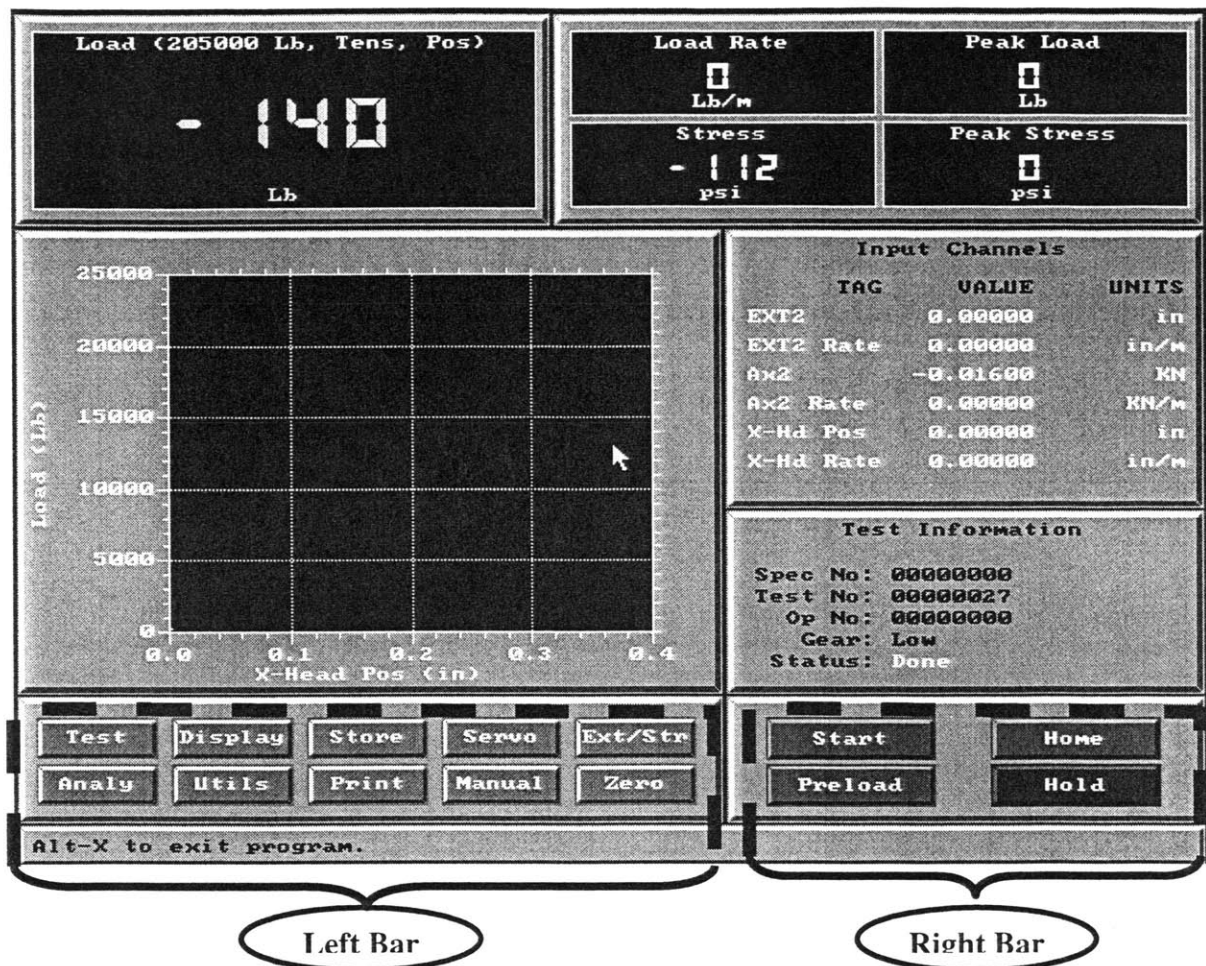 Load (205000 Lb, Tens, Pos)
- 140
Lb
Load Rate
0
Lb/m
Peak Load
0
Lb
Stress
- 112
psi
Peak Stress
0
psi
25000
20000
15000
10000
5000
0
Load (Lb)
0.0 0.1 0.2 0.3 0.4
X-Head Pos (in)
Input Channels
TAG VALUE UNITS
EXT2 0.00000 in
EXT2 Rate 0.00000 in/m
Ax2 -0.01600 KN
Ax2 Rate 0.00000 KN/m
X-Hd Pos 0.00000 in
X-Hd Rate 0.00000 in/m
Test Information
Spec No: 00000000
Test No: 00000027
Op No: 00000000
Gear: Low
Status: Done
Test Display Store Servo Ext/Str
Analy Utils Print Manual Zero
Start Home
Preload Hold
Alt-X to exit program.
Left Bar
Right Bar